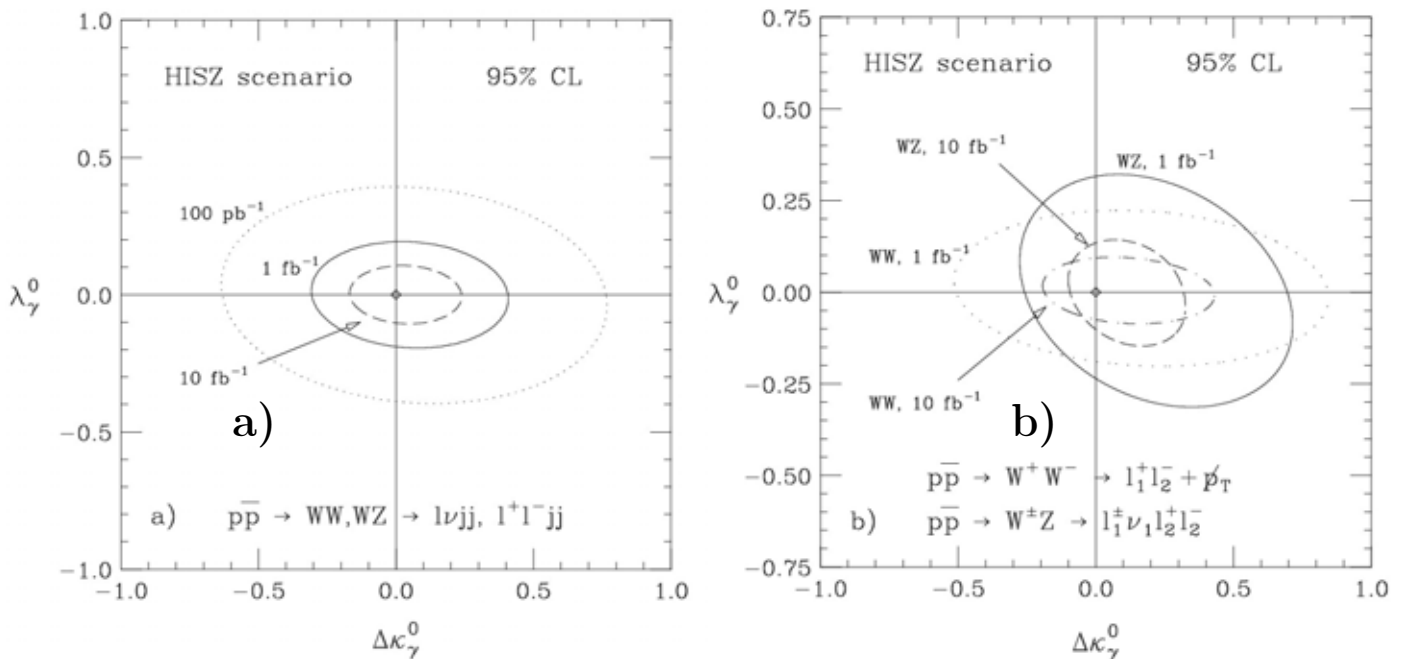 HISZ scenario 95% CL
100 pb⁻¹
1 fb⁻¹
10 fb⁻¹
a)
a) pp̅ → WW,WZ → lνjj, l⁺l⁻jj
1.0
0.5
0.0
−0.5
−1.0
λ⁰ᵧ
−1.0 −0.5 0.0 0.5 1.0
Δκ⁰ᵧ
HISZ scenario 95% CL
WZ, 10 fb⁻¹
WZ, 1 fb⁻¹
WW, 1 fb⁻¹
WW, 10 fb⁻¹
b)
pp̅ → W⁺W⁻ → l₁⁺l₂⁻ + p̸_T
b) pp̅ → W^±Z → l₁^±ν₁l₂⁺l₂⁻
0.75
0.50
0.25
0.00
−0.25
−0.50
−0.75
λ⁰ᵧ
−1.0 −0.5 0.0 0.5 1.0
Δκ⁰ᵧ